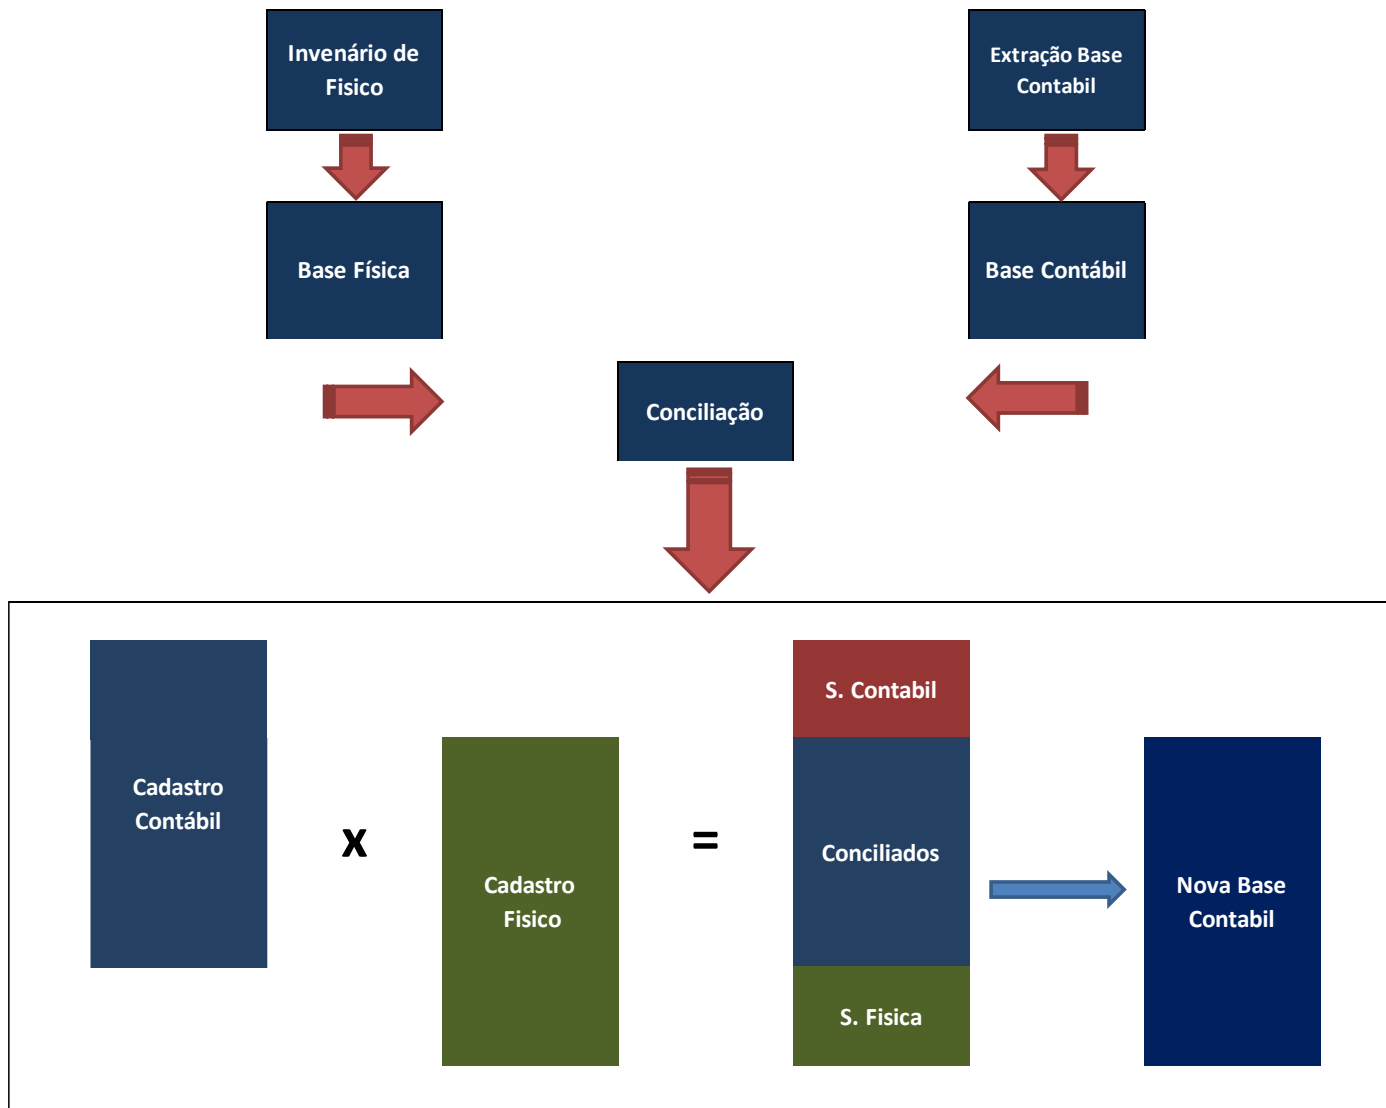 Invenário de
Fisico
Extração Base
Contabil
Base Física
Base Contábil
Conciliação
S. Contabil
Cadastro
Contábil
x
Cadastro
Fisico
=
Conciliados
S. Fisica
Nova Base
Contabil